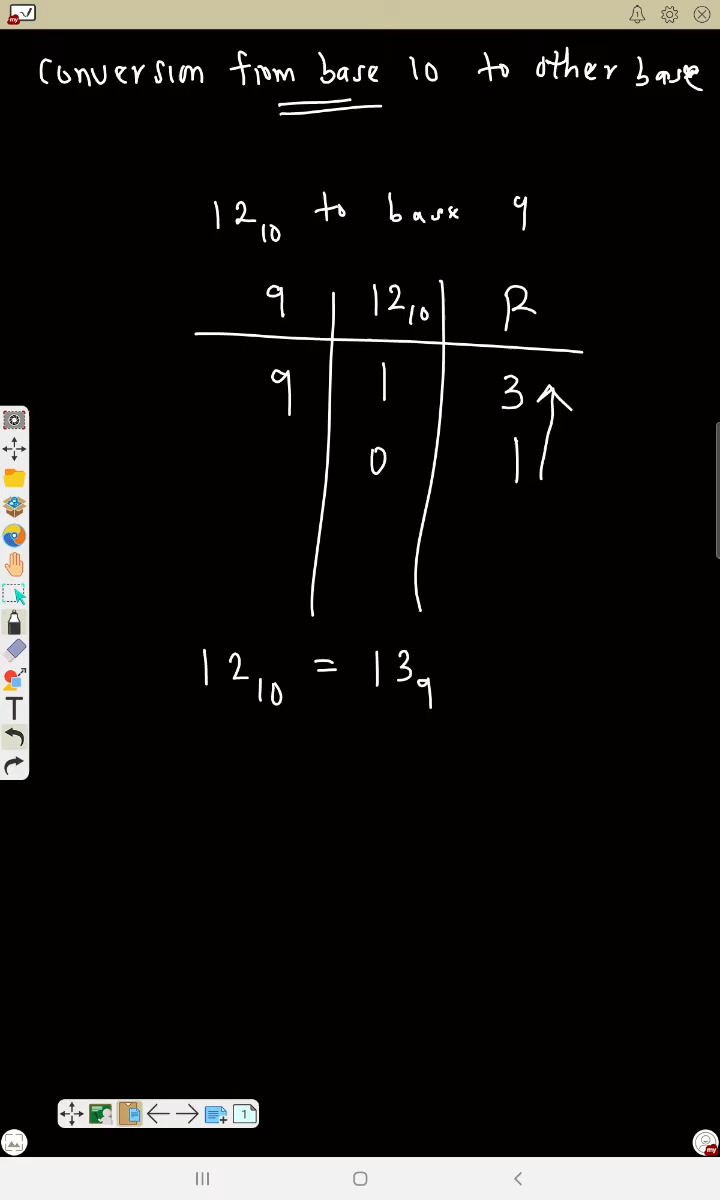 Conversion from base 10 to other base
12₁₀ to base 9
9 12₁₀ R
9 1 3
0 1
12₁₀ = 13₉
T
1